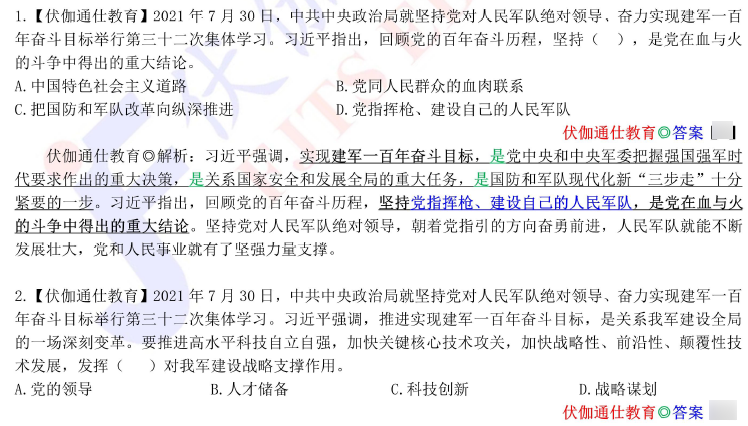 1.【伏伽通仕教育】2021 年 7 月 30 日，中共中央政治局就坚持党对人民军队绝对领导、奋力实现建军一百
年奋斗目标举行第三十二次集体学习。习近平指出，回顾党的百年奋斗历程，坚持（ ），是党在血与火
的斗争中得出的重大结论。
A.中国特色社会主义道路 B.党同人民群众的血肉联系
C.把国防和军队改革向纵深推进 D.党指挥枪、建设自己的人民军队
伏伽通仕教育◎答案
伏伽通仕教育◎解析：习近平强调，实现建军一百年奋斗目标，是党中央和中央军委把握强国强军时
代要求作出的重大决策，是关系国家安全和发展全局的重大任务，是国防和军队现代化新“三步走”十分
紧要的一步。习近平指出，回顾党的百年奋斗历程，坚持党指挥枪、建设自己的人民军队，是党在血与火
的斗争中得出的重大结论。坚持党对人民军队绝对领导，朝着党指引的方向奋勇前进，人民军队就能不断
发展壮大，党和人民事业就有了坚强力量支撑。
2.【伏伽通仕教育】2021 年 7 月 30 日，中共中央政治局就坚持党对人民军队绝对领导、奋力实现建军一百
年奋斗目标举行第三十二次集体学习。习近平强调，推进实现建军一百年奋斗目标，是关系我军建设全局
的一场深刻变革。要推进高水平科技自立自强，加快关键核心技术攻关，加快战略性、前沿性、颠覆性技
术发展，发挥（ ）对我军建设战略支撑作用。
A.党的领导 B.人才储备 C.科技创新 D.战略谋划
伏伽通仕教育◎答案